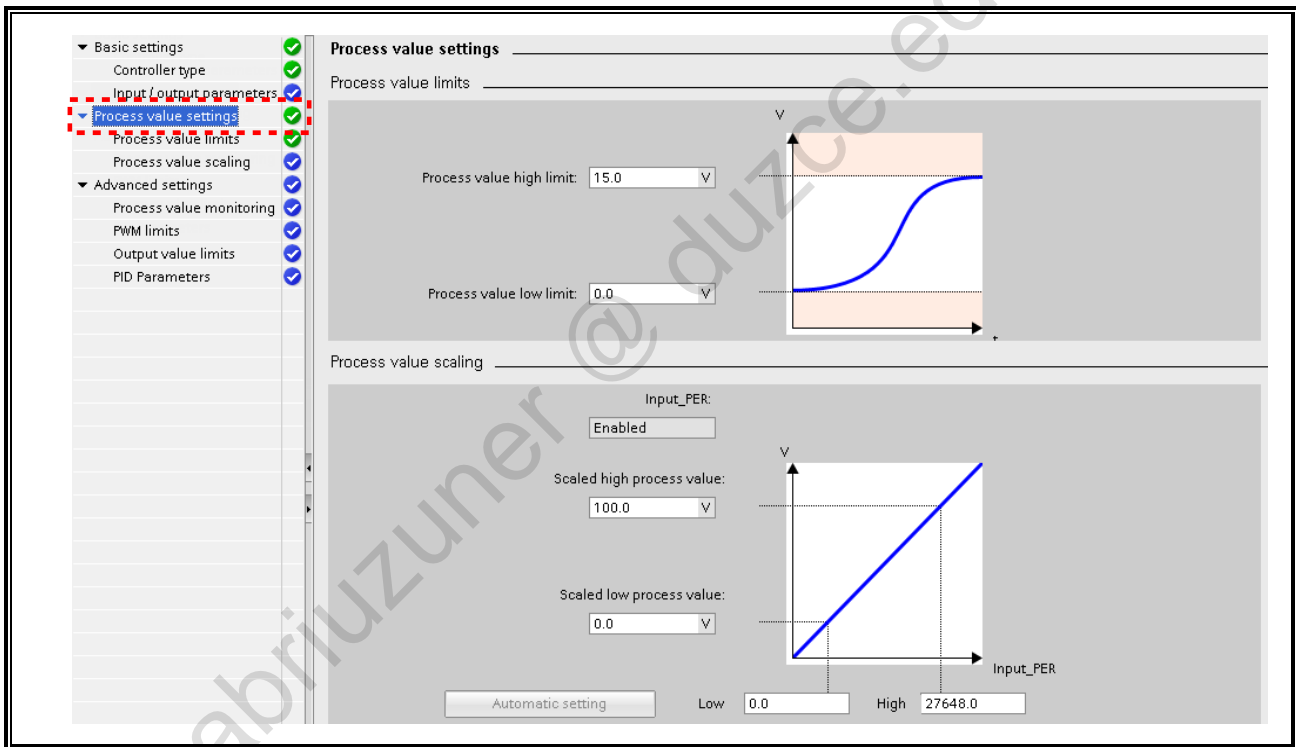 Basic settings
Controller type
Input / output parameters
Process value settings
Process value limits
Process value scaling
Advanced settings
Process value monitoring
PWM limits
Output value limits
PID Parameters
Process value settings
Process value limits
V
Process value high limit: 15.0 V
Process value low limit: 0.0 V
t
Process value scaling
Input_PER:
Enabled
V
Scaled high process value:
100.0 V
Scaled low process value:
0.0 V
Input_PER
Automatic setting Low 0.0 High 27648.0
abriuzuner @ duzce.ed